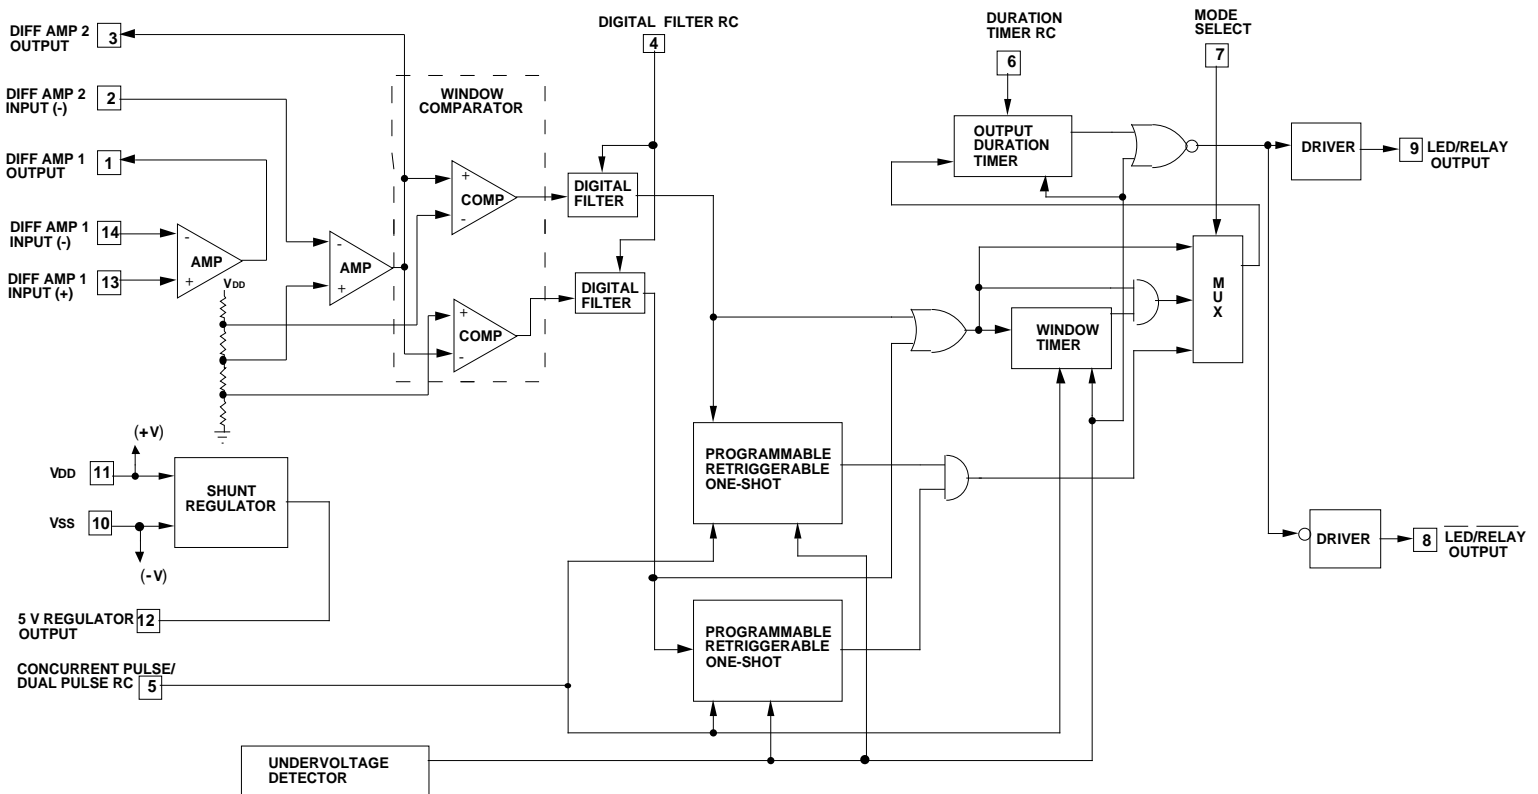 DIFF AMP 2
OUTPUT
3
DIFF AMP 2
INPUT (-)
2
DIFF AMP 1
OUTPUT
1
DIFF AMP 1
INPUT (-)
14
DIFF AMP 1
INPUT (+)
13
-
AMP
+
VDD
-
AMP
+
WINDOW
COMPARATOR
+
COMP
-
+
COMP
-
DIGITAL FILTER RC
4
DIGITAL
FILTER
DIGITAL
FILTER
DURATION
TIMER RC
6
MODE
SELECT
7
OUTPUT
DURATION
TIMER
DRIVER
9
LED/RELAY
OUTPUT
MUX
WINDOW
TIMER
(+V)
VDD
11
SHUNT
REGULATOR
VSS
10
(-V)
5 V REGULATOR
OUTPUT
12
CONCURRENT PULSE/
DUAL PULSE RC
5
PROGRAMMABLE
RETRIGGERABLE
ONE-SHOT
PROGRAMMABLE
RETRIGGERABLE
ONE-SHOT
DRIVER
8
LED/RELAY
OUTPUT
UNDERVOLTAGE
DETECTOR